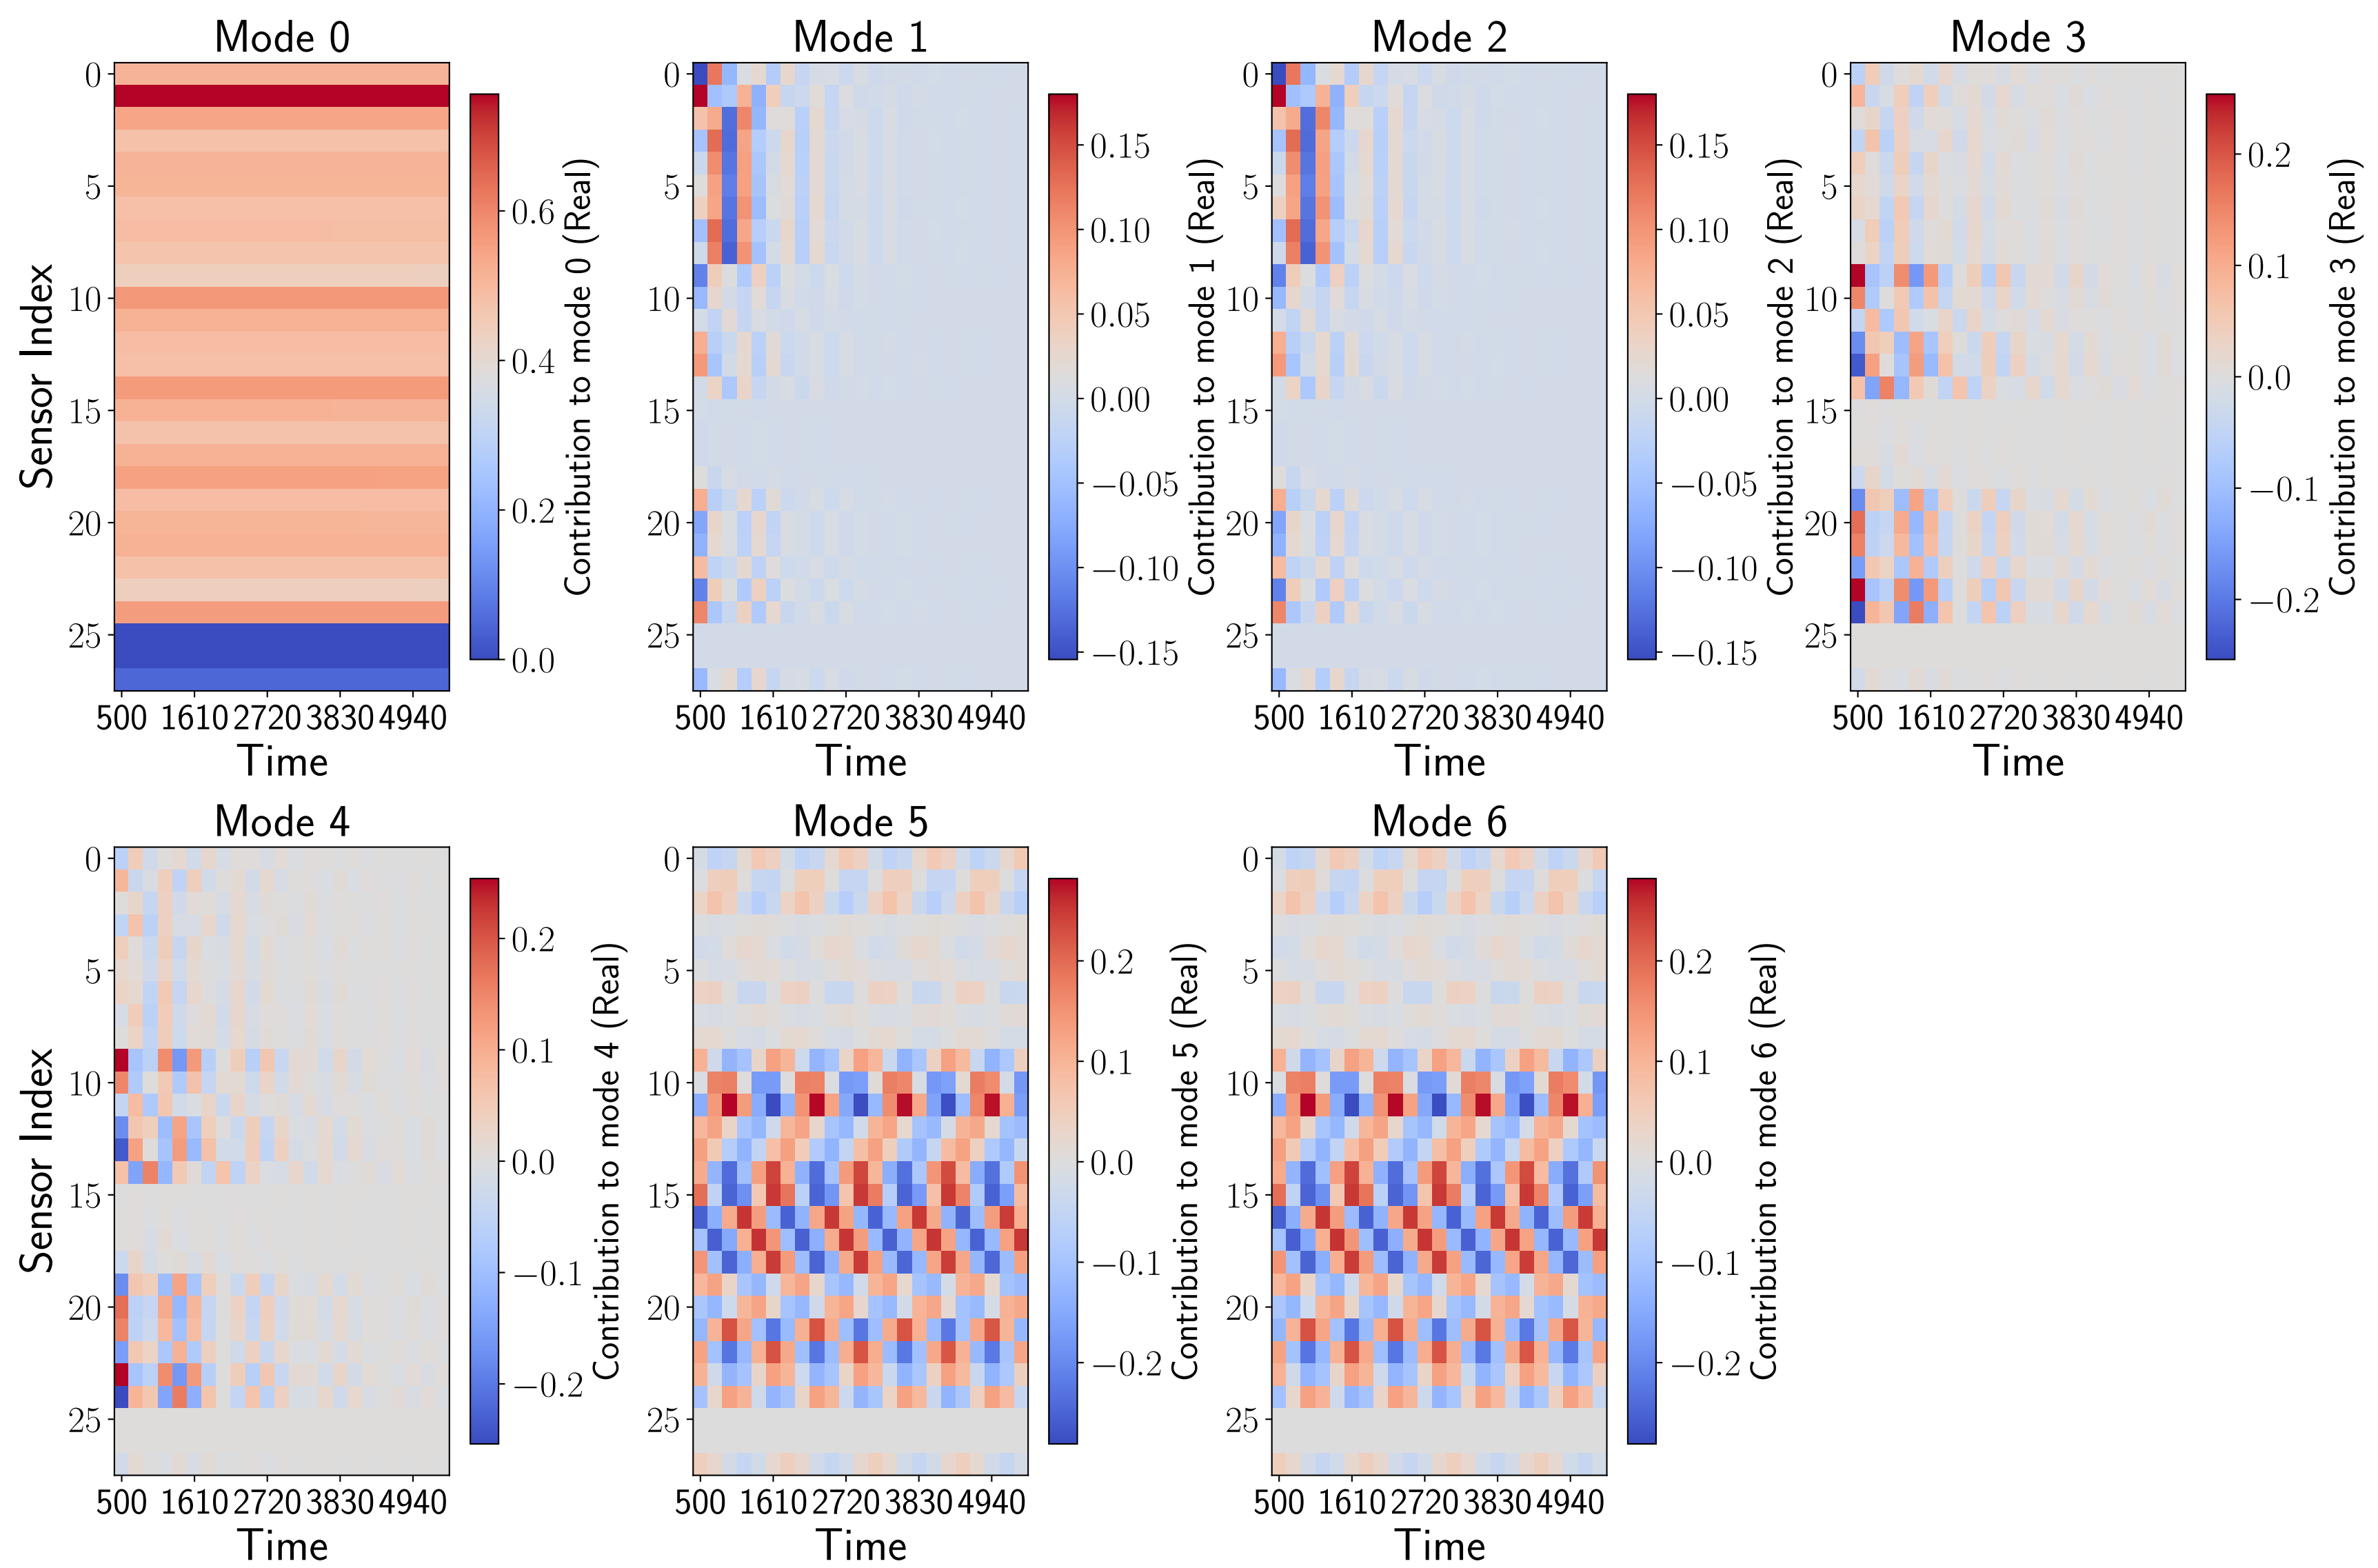 Mode 0
Mode 1
Mode 2
Mode 3
Sensor Index
0
5
10
15
20
25
500 1610 2720 3830 4940
Time
0.6
0.4
0.2
0.0
Contribution to mode 0 (Real)
0
5
10
15
20
25
500 1610 2720 3830 4940
Time
0.15
0.10
0.05
0.00
−0.05
−0.10
−0.15
Contribution to mode 1 (Real)
0
5
10
15
20
25
500 1610 2720 3830 4940
Time
0.15
0.10
0.05
0.00
−0.05
−0.10
−0.15
Contribution to mode 2 (Real)
0
5
10
15
20
25
500 1610 2720 3830 4940
Time
0.2
0.1
0.0
−0.1
−0.2
Contribution to mode 3 (Real)
Mode 4
Mode 5
Mode 6
Sensor Index
0
5
10
15
20
25
500 1610 2720 3830 4940
Time
0.2
0.1
0.0
−0.1
−0.2
Contribution to mode 4 (Real)
0
5
10
15
20
25
500 1610 2720 3830 4940
Time
0.2
0.1
0.0
−0.1
−0.2
Contribution to mode 5 (Real)
0
5
10
15
20
25
500 1610 2720 3830 4940
Time
0.2
0.1
0.0
−0.1
−0.2
Contribution to mode 6 (Real)